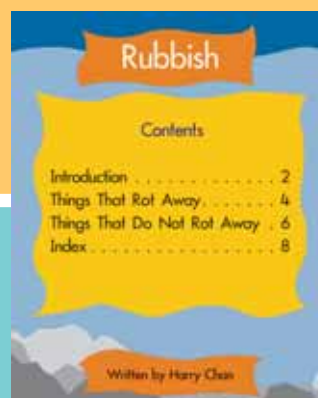 Rubbish
Contents
Introduction . . . . . . . . . . . . . . 2
Things That Rot Away . . . . . . . 4
Things That Do Not Rot Away . 6
Index . . . . . . . . . . . . . . . . . . 8
Written by Harry Chan